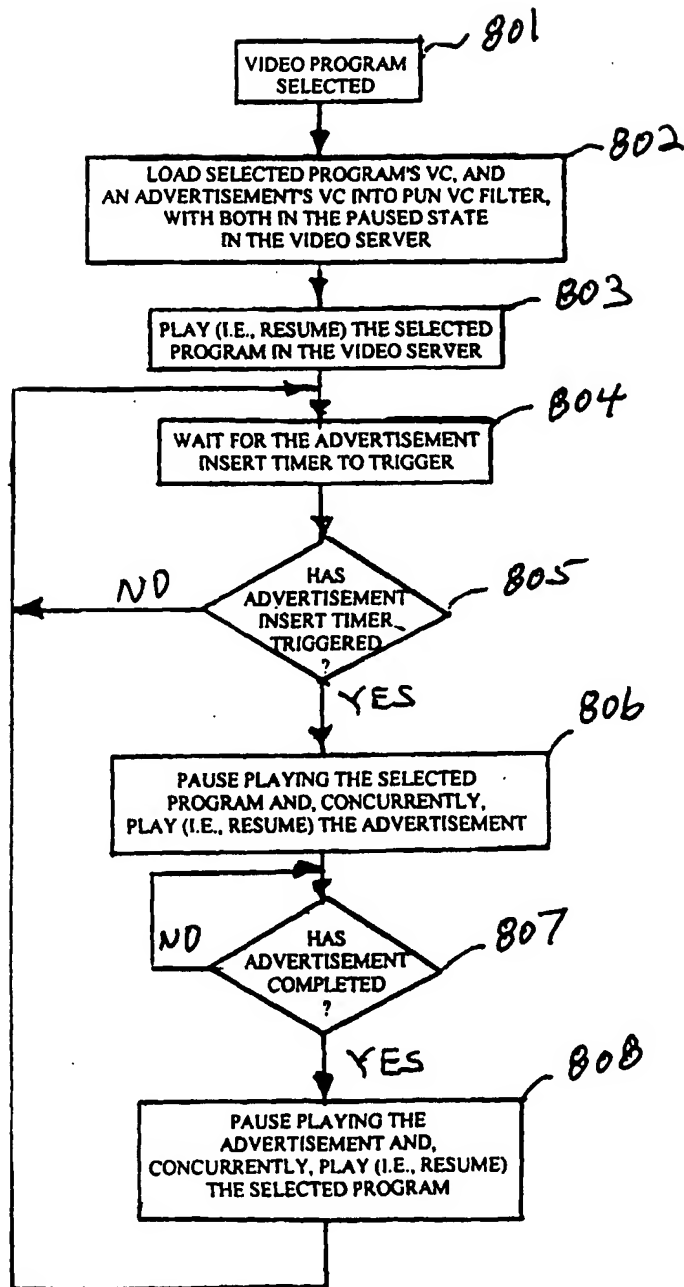 801
VIDEO PROGRAM
SELECTED
802
LOAD SELECTED PROGRAM'S VC, AND
AN ADVERTISEMENT'S VC INTO PUN VC FILTER,
WITH BOTH IN THE PAUSED STATE
IN THE VIDEO SERVER
803
PLAY (I.E., RESUME) THE SELECTED
PROGRAM IN THE VIDEO SERVER
804
WAIT FOR THE ADVERTISEMENT
INSERT TIMER TO TRIGGER
805
NO
HAS
ADVERTISEMENT
INSERT TIMER
TRIGGERED
?
YES
806
PAUSE PLAYING THE SELECTED
PROGRAM AND, CONCURRENTLY,
PLAY (I.E., RESUME) THE ADVERTISEMENT
807
NO
HAS
ADVERTISEMENT
COMPLETED
?
YES
808
PAUSE PLAYING THE
ADVERTISEMENT AND,
CONCURRENTLY, PLAY (I.E., RESUME)
THE SELECTED PROGRAM